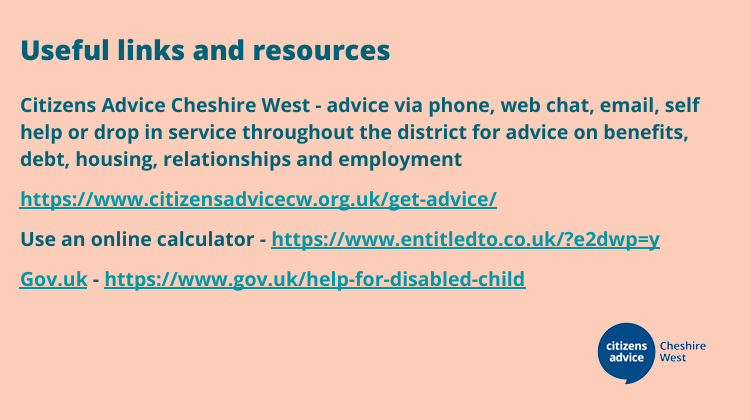 Useful links and resources
Citizens Advice Cheshire West - advice via phone, web chat, email, self
help or drop in service throughout the district for advice on benefits,
debt, housing, relationships and employment
https://www.citizensadvicecw.org.uk/get-advice/
Use an online calculator - https://www.entitledto.co.uk/?e2dwp=y
Gov.uk - https://www.gov.uk/help-for-disabled-child
citizens
advice
Cheshire
West